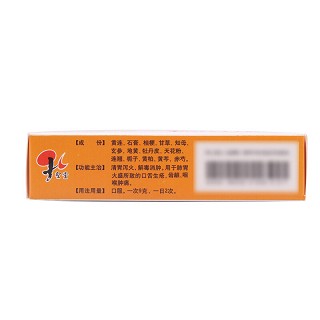 【成　份】黄连、石膏、桔梗、甘草、知母、
玄参、地黄、牡丹皮、天花粉、
连翘、栀子、黄柏、黄芩、赤芍。
【功能主治】清胃泻火，解毒消肿。用于肺胃
火盛所致的口舌生疮，齿龈、咽
喉肿痛。
【用法用量】口服。一次9克，一日2次。